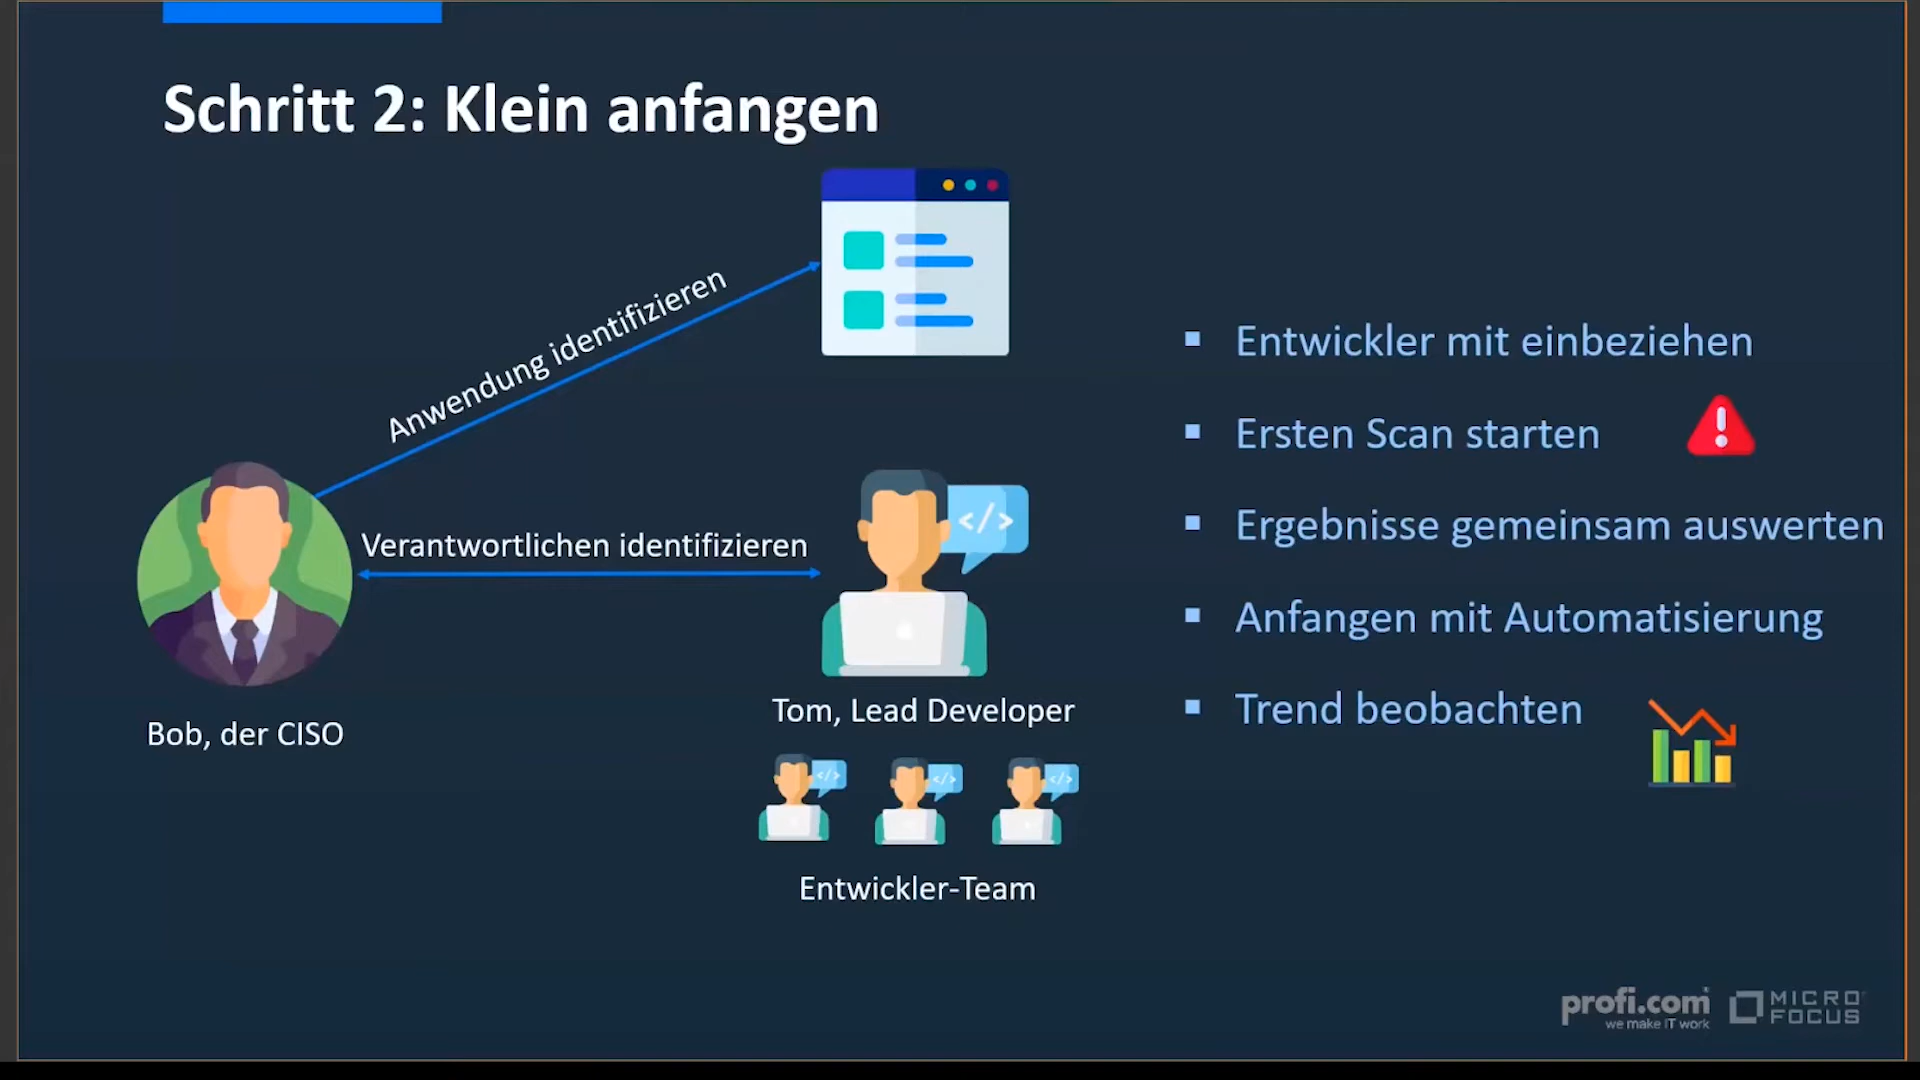 Schritt 2: Klein anfangen
Anwendung identifizieren
Verantwortlichen identifizieren
</>
Bob, der CISO
Tom, Lead Developer
</>
</>
</>
Entwickler-Team
Entwickler mit einbeziehen
Ersten Scan starten
Ergebnisse gemeinsam auswerten
Anfangen mit Automatisierung
Trend beobachten
profi.com
we make IT work
MICRO
FOCUS